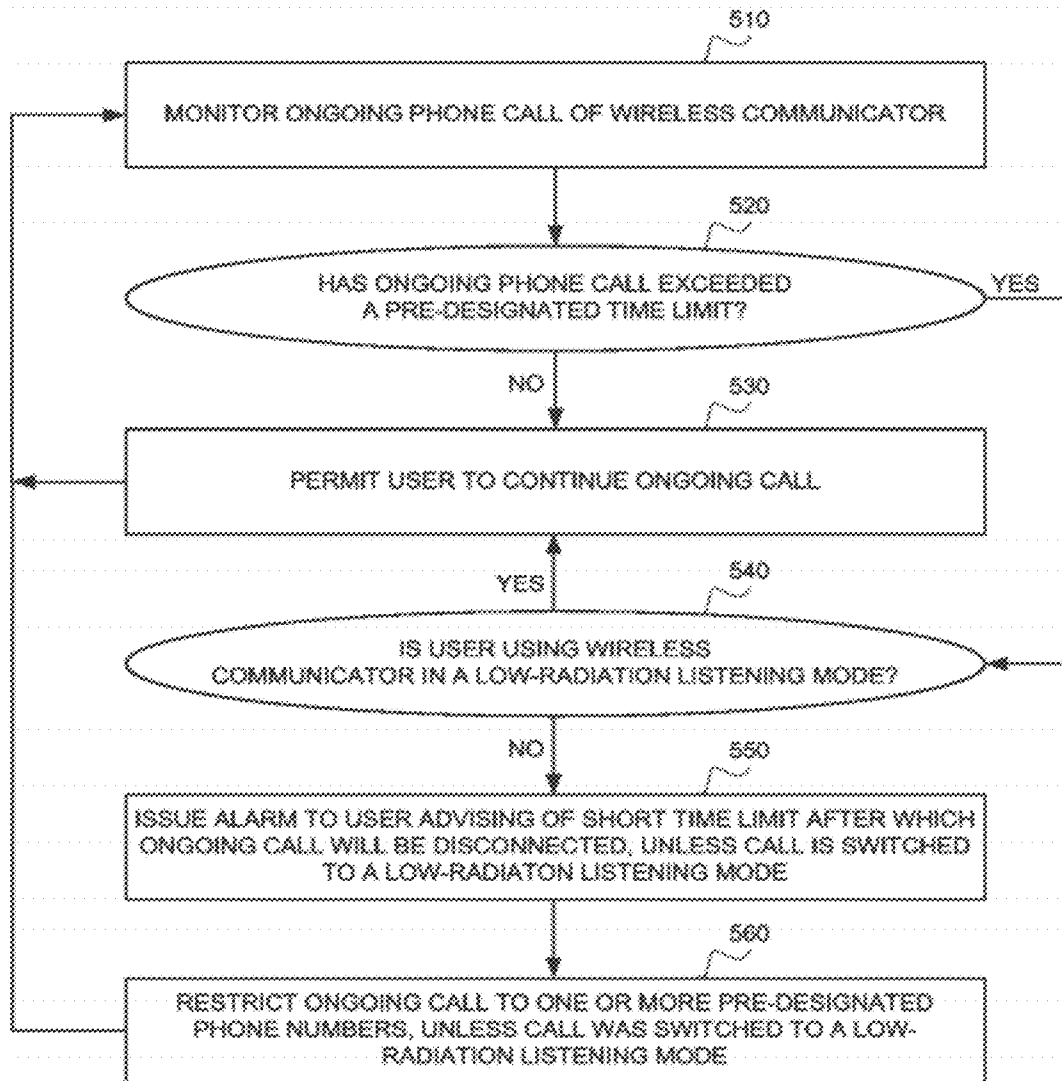 510
MONITOR ONGOING PHONE CALL OF WIRELESS COMMUNICATOR
520
HAS ONGOING PHONE CALL EXCEEDED
A PRE-DESIGNATED TIME LIMIT?
YES
NO
530
PERMIT USER TO CONTINUE ONGOING CALL
YES
540
IS USER USING WIRELESS
COMMUNICATOR IN A LOW-RADIATION LISTENING MODE?
NO
550
ISSUE ALARM TO USER ADVISING OF SHORT TIME LIMIT AFTER WHICH
ONGOING CALL WILL BE DISCONNECTED, UNLESS CALL IS SWITCHED
TO A LOW-RADIATON LISTENING MODE
560
RESTRICT ONGOING CALL TO ONE OR MORE PRE-DESIGNATED
PHONE NUMBERS, UNLESS CALL WAS SWITCHED TO A LOW-
RADIATION LISTENING MODE